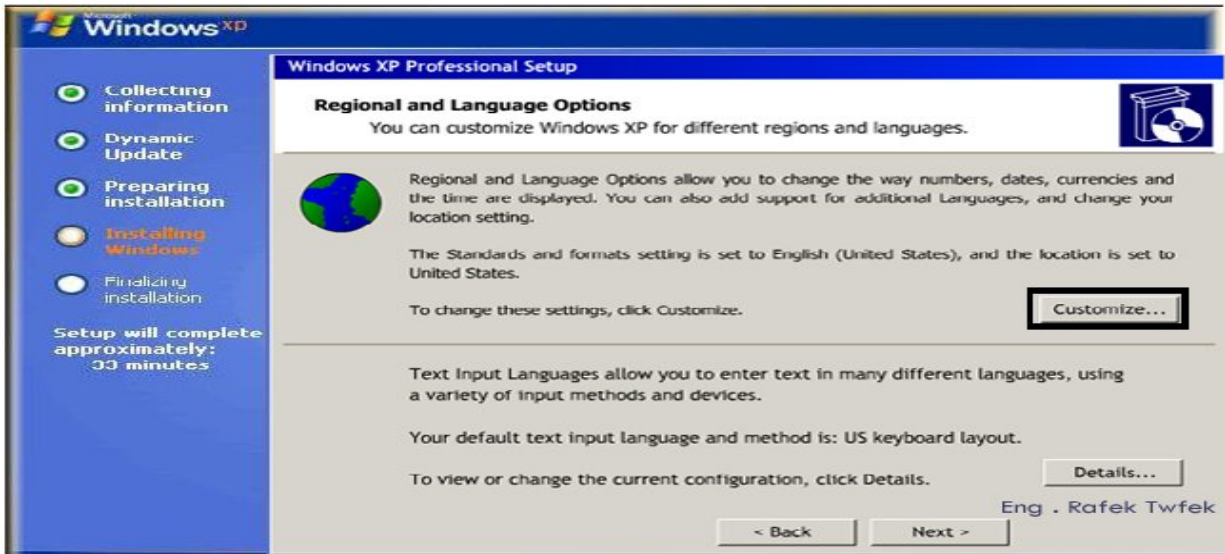 Microsoft
Windows xp
Collecting
information
Dynamic
Update
Preparing
installation
Installing
Windows
Finalizing
installation
Setup will complete
approximately:
33 minutes
Windows XP Professional Setup
Regional and Language Options
You can customize Windows XP for different regions and languages.
Regional and Language Options allow you to change the way numbers, dates, currencies and
the time are displayed. You can also add support for additional Languages, and change your
location setting.
The Standards and formats setting is set to English (United States), and the location is set to
United States.
To change these settings, click Customize.
Customize...
Text Input Languages allow you to enter text in many different languages, using
a variety of input methods and devices.
Your default text input language and method is: US keyboard layout.
To view or change the current configuration, click Details.
Details...
Eng . Rafek Twfek
< Back
Next >